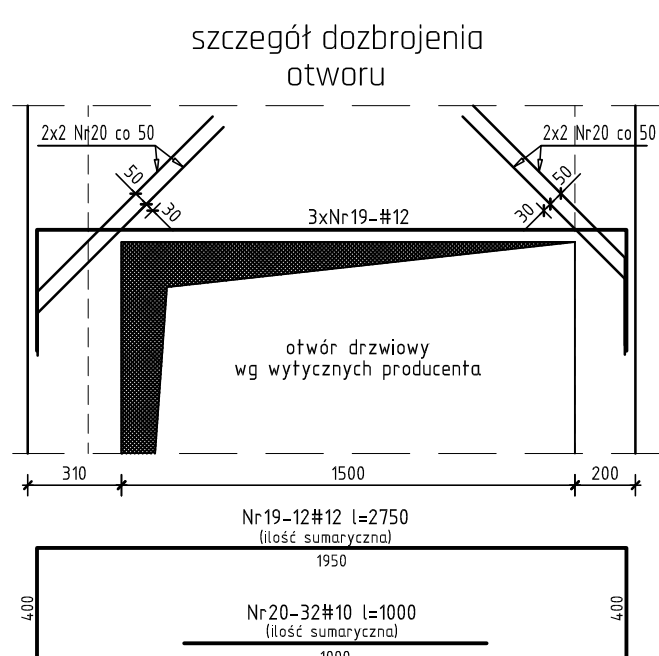 szczegół dozbrojenia
otworu
2x2 Nr20 co 50
2x2 Nr20 co 50
50
50
30
30
3xNr19-#12
otwór drzwiowy
wg wytycznych producenta
310
1500
200
Nr19-12#12 l=2750
(ilość sumaryczna)
1950
400
400
Nr20-32#10 l=1000
(ilość sumaryczna)
1000